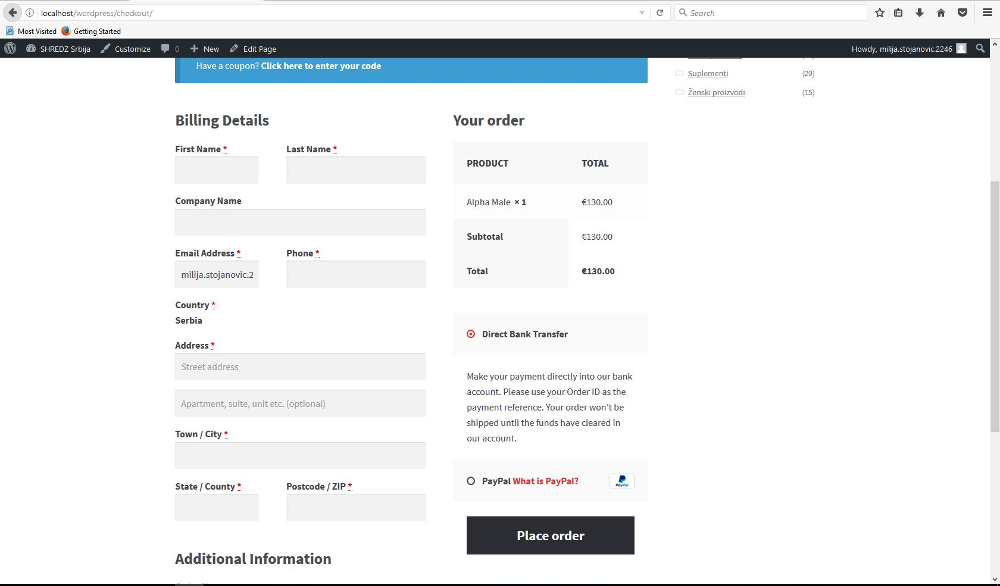 localhost/wordpress/checkout/
Search
Most Visited
Getting Started
SHREDZ Srbija
Customize
0
New
Edit Page
Howdy, milija.stojanovic.2246
Have a coupon? Click here to enter your code
Suplementi
(29)
Ženski proizvodi
(15)
Billing Details
First Name *
Last Name *
Company Name
Email Address *
Phone *
milija.stojanovic.2
Country *
Serbia
Address *
Street address
Apartment, suite, unit etc. (optional)
Town / City *
State / County *
Postcode / ZIP *
Additional Information
Your order
PRODUCT
TOTAL
Alpha Male × 1
€130.00
Subtotal
€130.00
Total
€130.00
Direct Bank Transfer
Make your payment directly into our bank
account. Please use your Order ID as the
payment reference. Your order won’t be
shipped until the funds have cleared in
our account.
PayPal What is PayPal?
PayPal
Place order